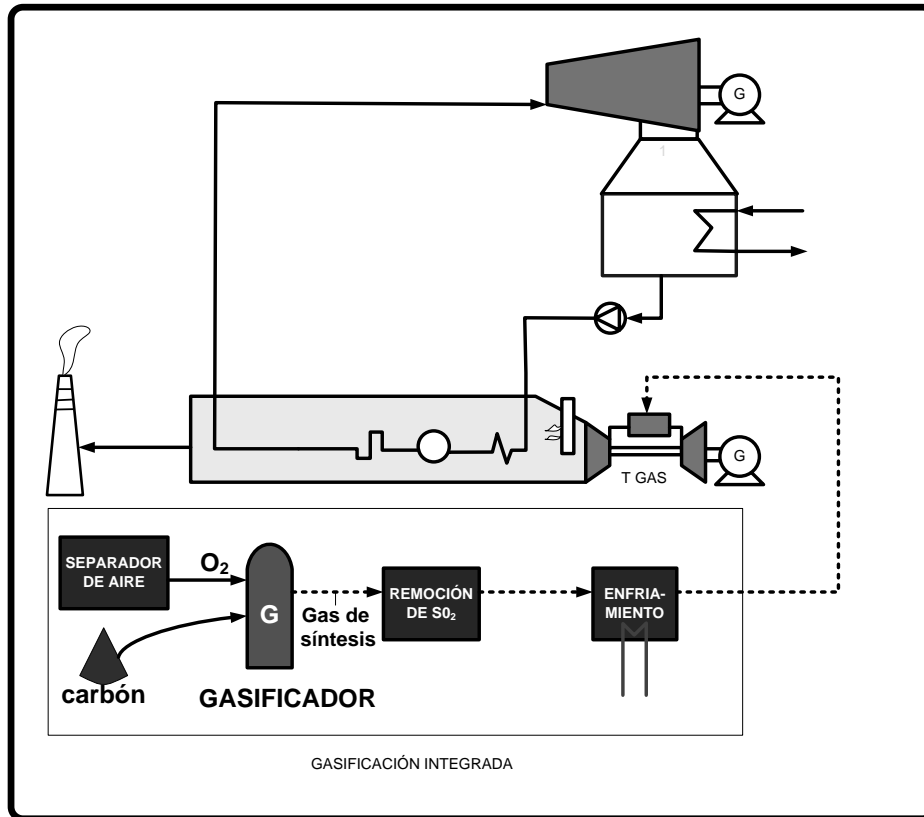 G
1
G
T GAS
SEPARADOR
DE AIRE
O₂
G
Gas de
síntesis
REMOCIÓN
DE S0₂
ENFRIA-
MIENTO
carbón
GASIFICADOR
GASIFICACIÓN INTEGRADA